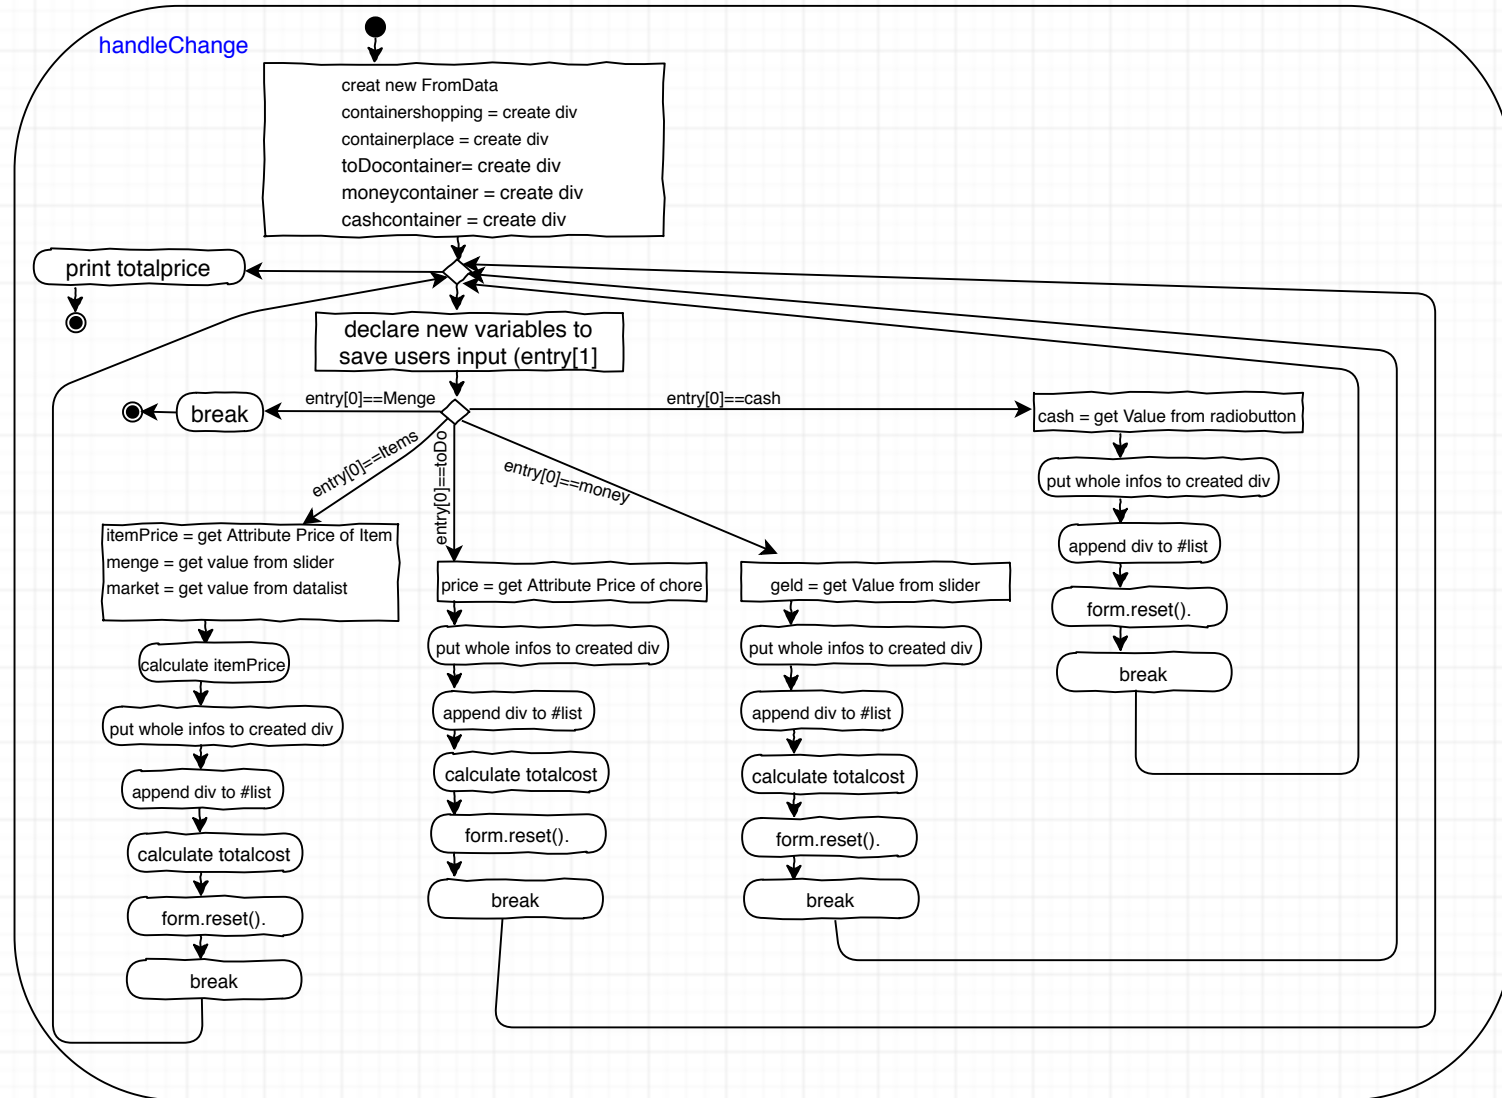 handleChange
creat new FromData
containershopping = create div
containerplace = create div
toDocontainer= create div
moneycontainer = create div
cashcontainer = create div
print totalprice
declare new variables to
save users input (entry[1]
break
entry[0]==Menge
entry[0]==cash
entry[0]==Items
entry[0]==toDo
entry[0]==money
cash = get Value from radiobutton
put whole infos to created div
append div to #list
form.reset().
break
itemPrice = get Attribute Price of Item
menge = get value from slider
market = get value from datalist
calculate itemPrice
put whole infos to created div
append div to #list
calculate totalcost
form.reset().
break
price = get Attribute Price of chore
put whole infos to created div
append div to #list
calculate totalcost
form.reset().
break
geld = get Value from slider
put whole infos to created div
append div to #list
calculate totalcost
form.reset().
break